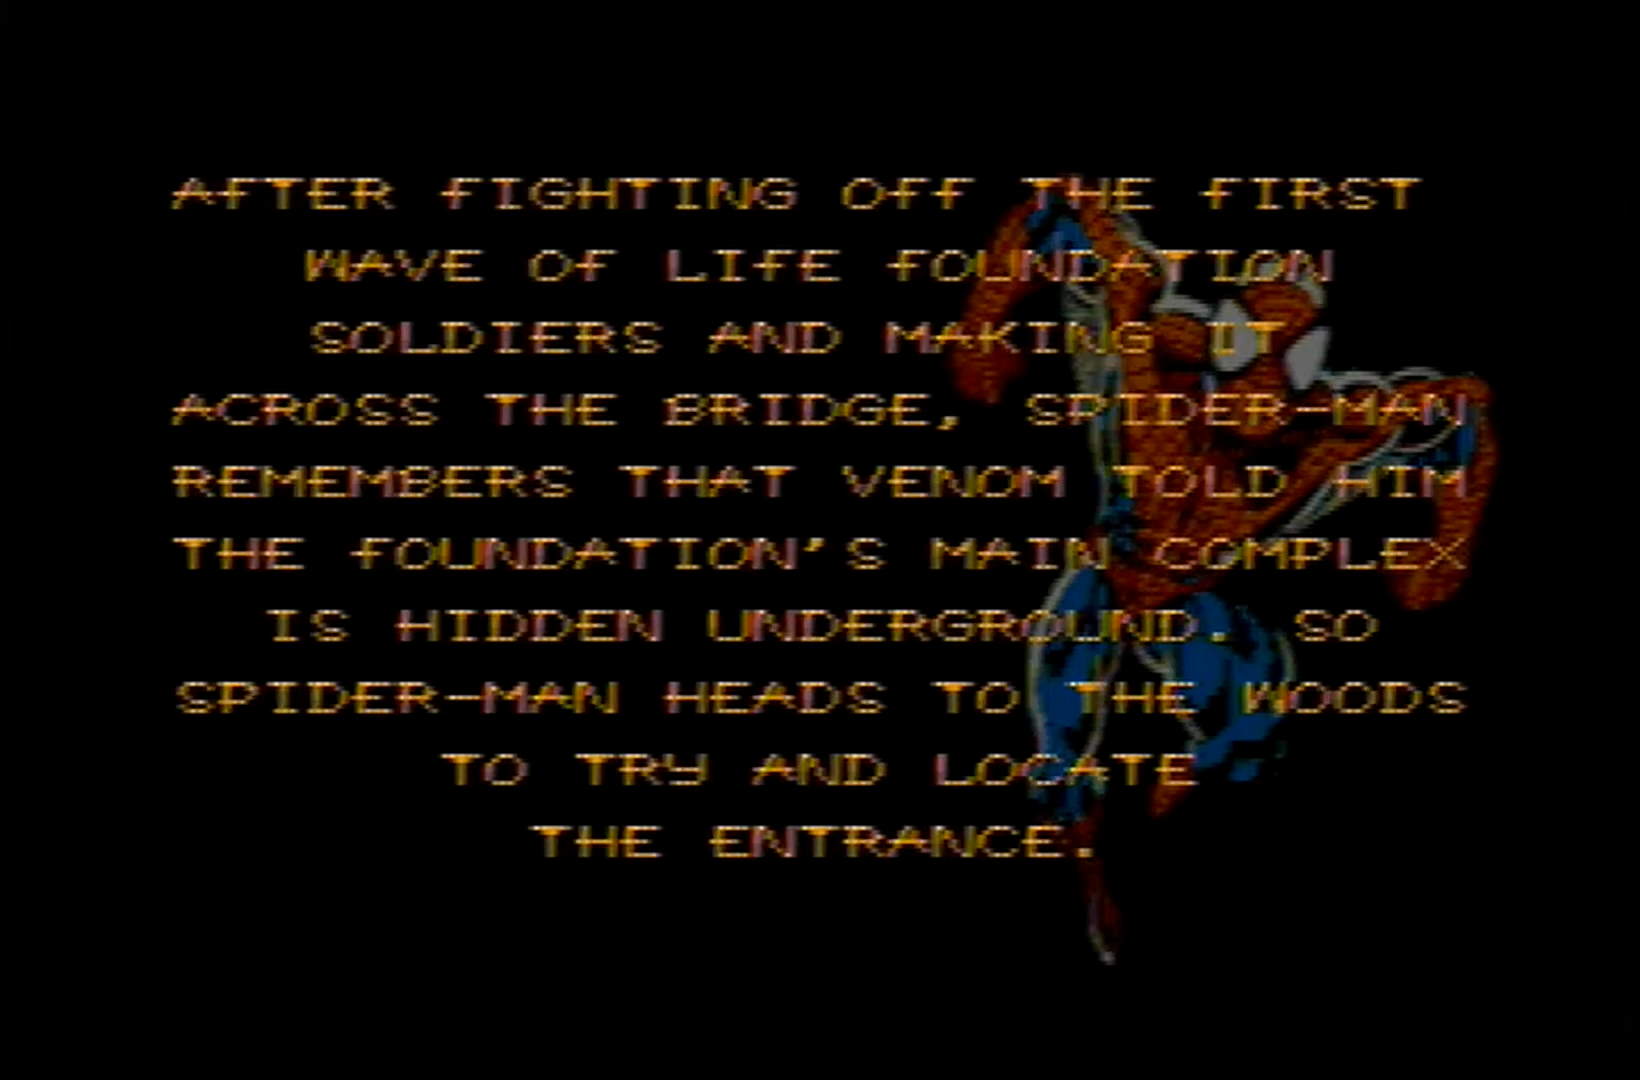 AFTER FIGHTING OFF THE FIRST
WAVE OF LIFE FOUNDATION
SOLDIERS AND MAKING IT
ACROSS THE BRIDGE, SPIDER-MAN
REMEMBERS THAT VENOM TOLD HIM
THE FOUNDATION'S MAIN COMPLEX
IS HIDDEN UNDERGROUND. SO
SPIDER-MAN HEADS TO THE WOODS
TO TRY AND LOCATE
THE ENTRANCE.